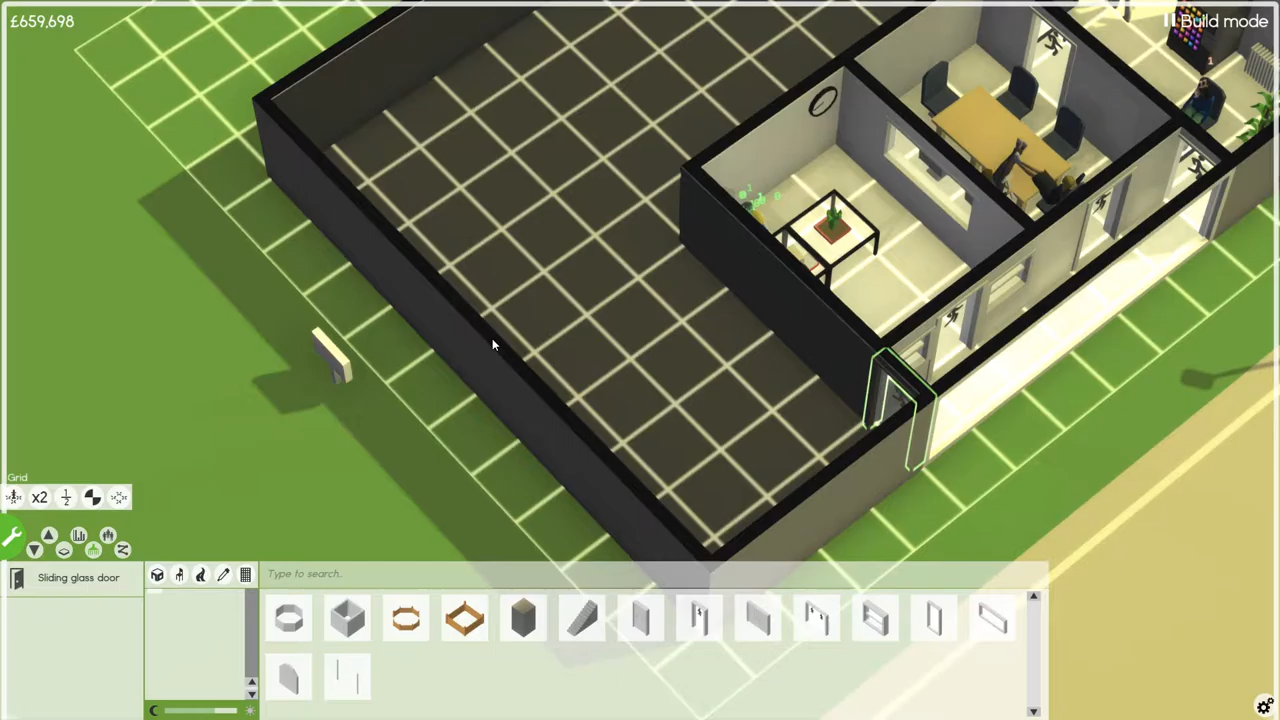 £659,698
Build mode
Grid
x2
1/2
Sliding glass door
Type to search..